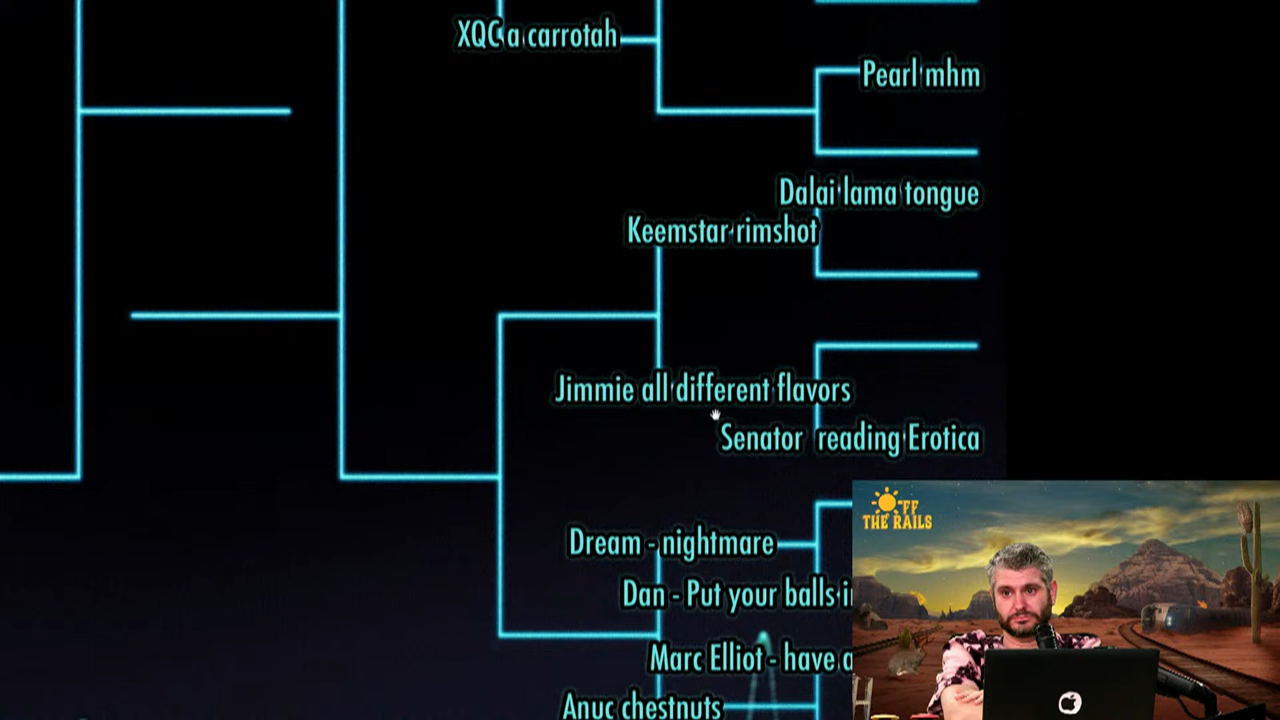 XQC a carrotah
Pearl mhm
Dalai lama tongue
Keemstar rimshot
Jimmie all different flavors
Senator reading Erotica
OFF
THE RAILS
Dream - nightmare
Dan - Put your balls
Marc Elliot - have a
Anuc chestnuts